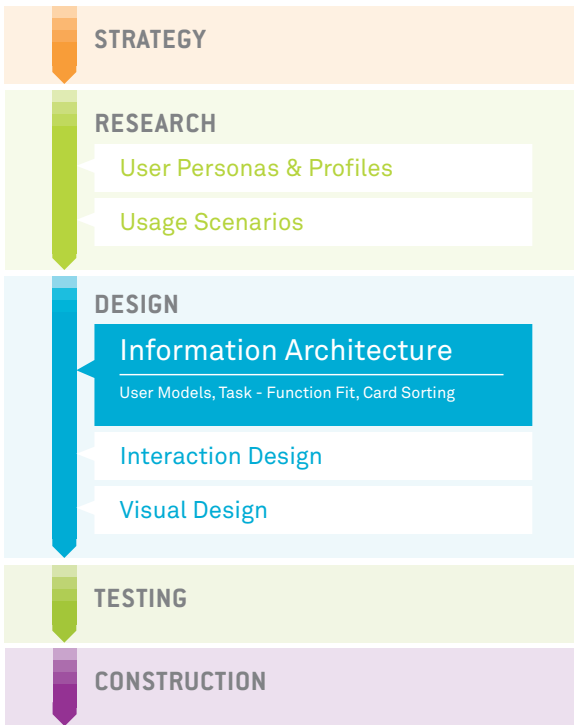 STRATEGY
RESEARCH
User Personas & Profiles
Usage Scenarios
DESIGN
Information Architecture
User Models, Task - Function Fit, Card Sorting
Interaction Design
Visual Design
TESTING
CONSTRUCTION